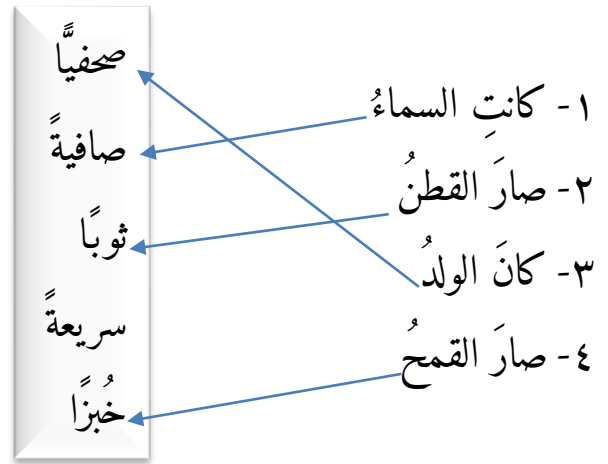 ١- كانتِ السماءُ
٢- صارَ القطنُ
٣- كانَ الولدُ
٤- صارَ القمحُ
صحفيًّا
صافيةً
ثوبًا
سريعةً
خُبزًا